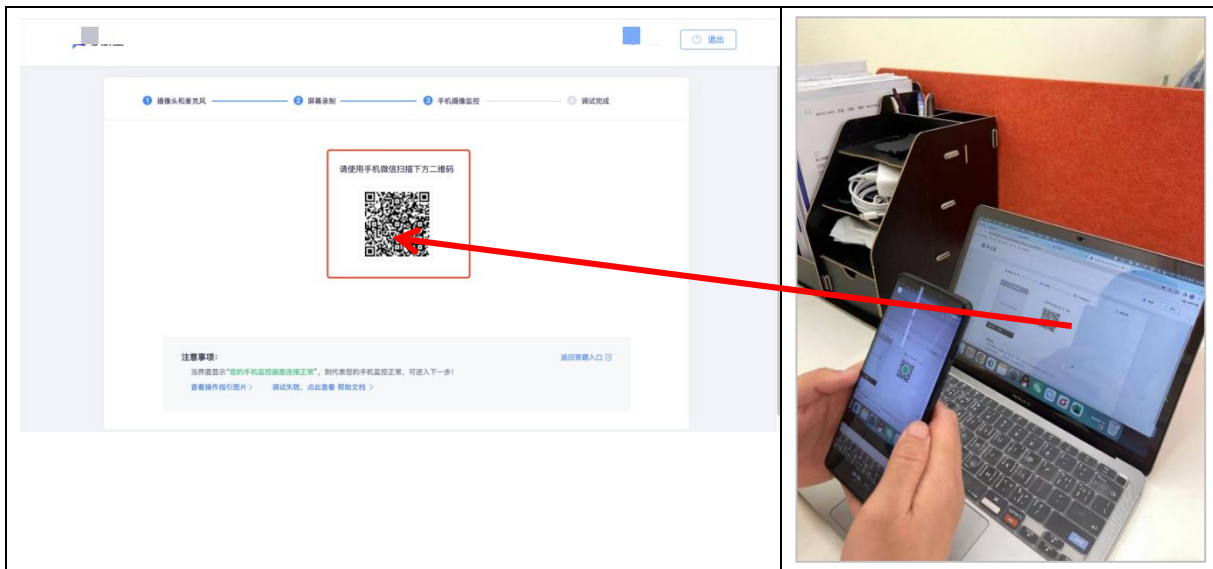 退出
1 摄像头和麦克风 2 屏幕录制 3 手机摄像监控 4 调试完成
请使用手机微信扫描下方二维码
注意事项: 返回答题入口
当界面显示“您的手机监控画面连接正常”,则代表您的手机监控正常,可进入下一步!
查看操作指引图片 > 调试失败,点此查看 帮助文档 >